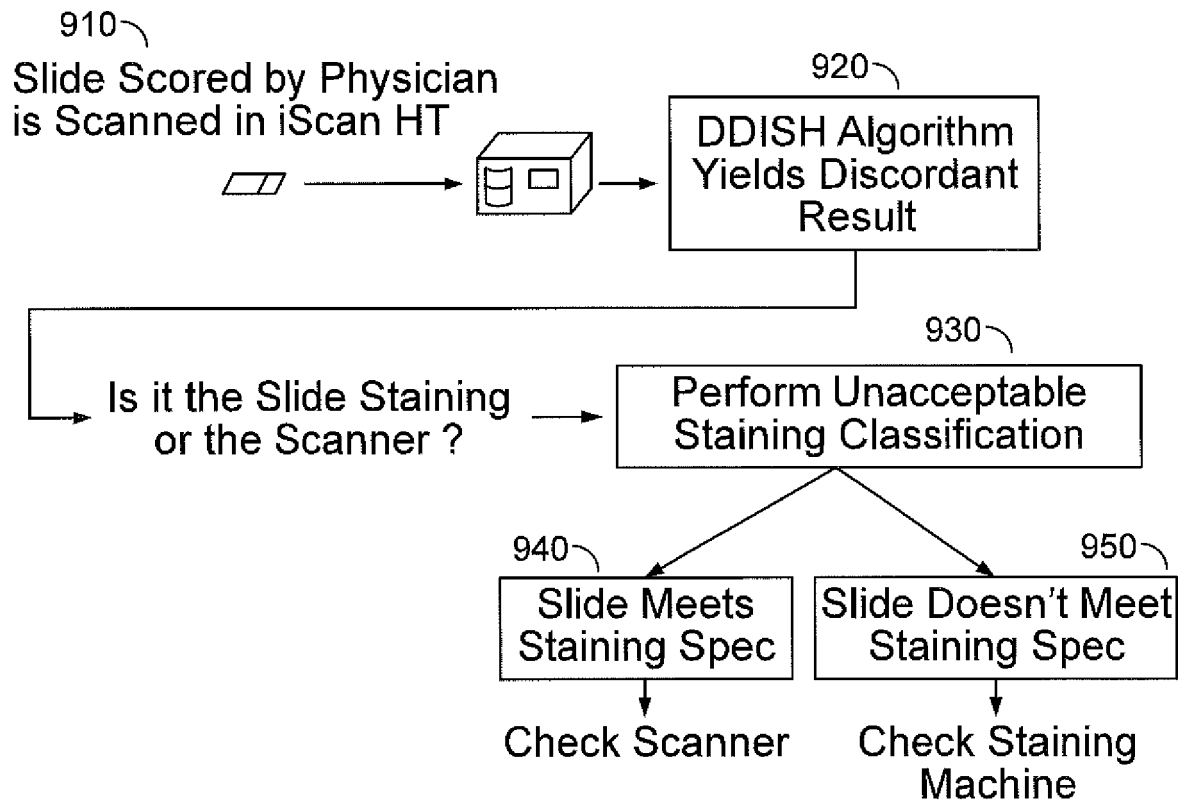 910
Slide Scored by Physician
is Scanned in iScan HT
920
DDISH Algorithm
Yields Discordant
Result
Is it the Slide Staining
or the Scanner ?
930
Perform Unacceptable
Staining Classification
940
Slide Meets
Staining Spec
Check Scanner
950
Slide Doesn't Meet
Staining Spec
Check Staining
Machine